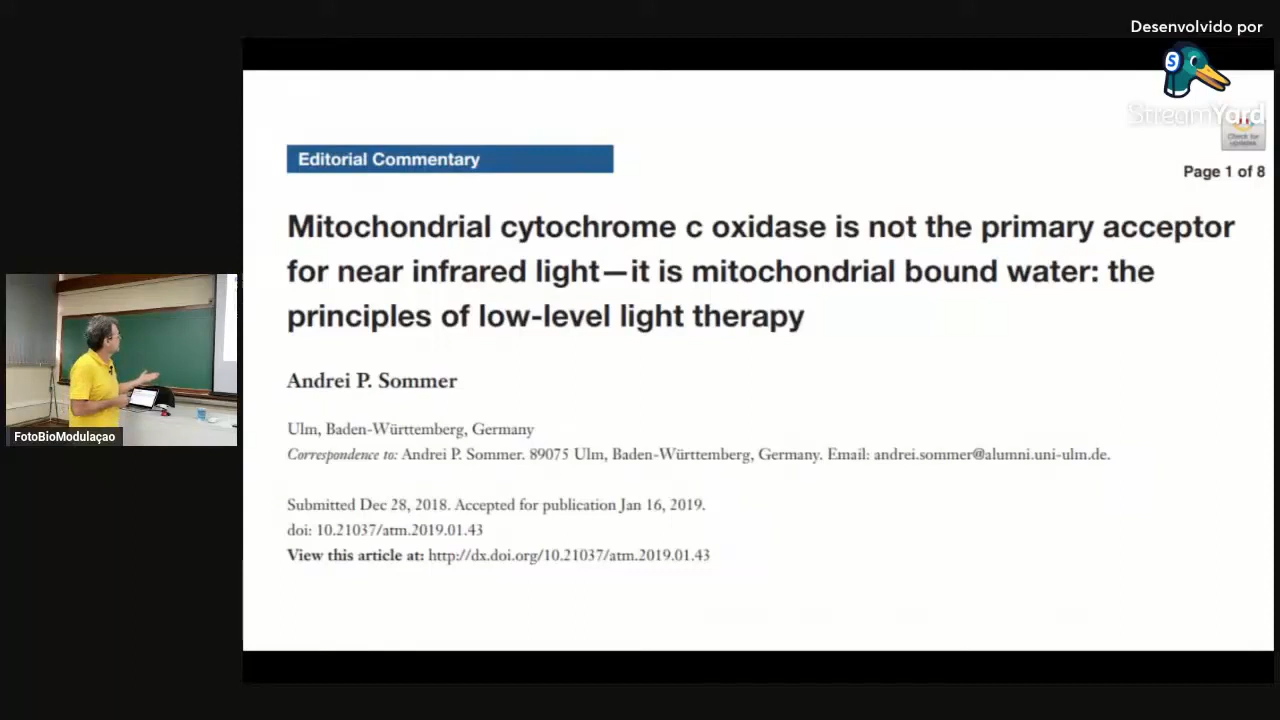 Desenvolvido por
S
StreamYard
Check for
updates
Editorial Commentary
Page 1 of 8
Mitochondrial cytochrome c oxidase is not the primary acceptor
for near infrared light—it is mitochondrial bound water: the
principles of low-level light therapy
Andrei P. Sommer
Ulm, Baden-Württemberg, Germany
Correspondence to: Andrei P. Sommer. 89075 Ulm, Baden-Württemberg, Germany. Email: andrei.sommer@alumni.uni-ulm.de.
Submitted Dec 28, 2018. Accepted for publication Jan 16, 2019.
doi: 10.21037/atm.2019.01.43
View this article at: http://dx.doi.org/10.21037/atm.2019.01.43
FotoBioModulaçao